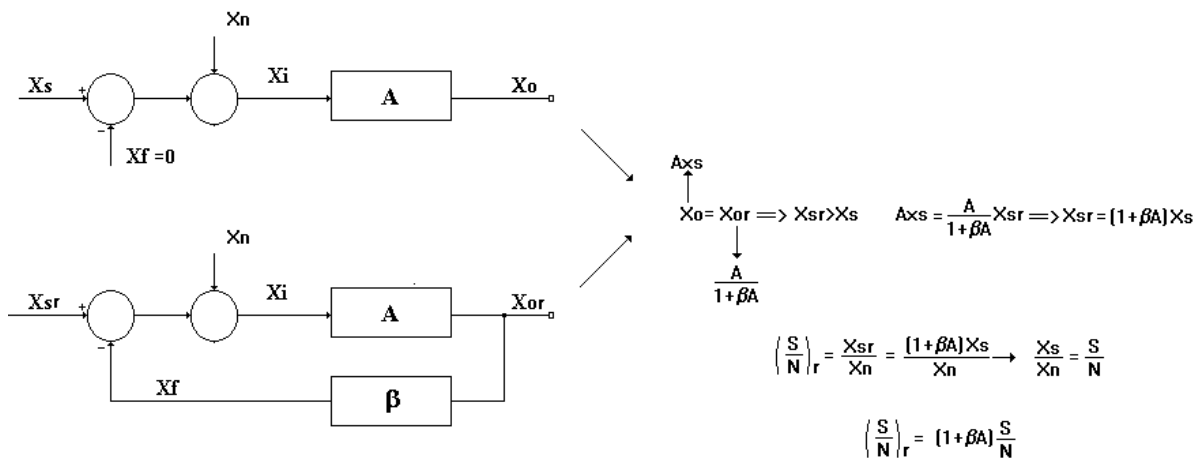 Xn
Xs + Xi A Xo
−
Xf =0
Xn
Xsr + Xi A Xor
−
Xf β
Axs
Xo = Xor => Xsr>Xs
A
1+βA
Axs = A/1+βA Xsr => Xsr = (1+βA)Xs
(S/N)r = Xsr/Xn = (1+βA)Xs/Xn → Xs/Xn = S/N
(S/N)r = (1+βA) S/N